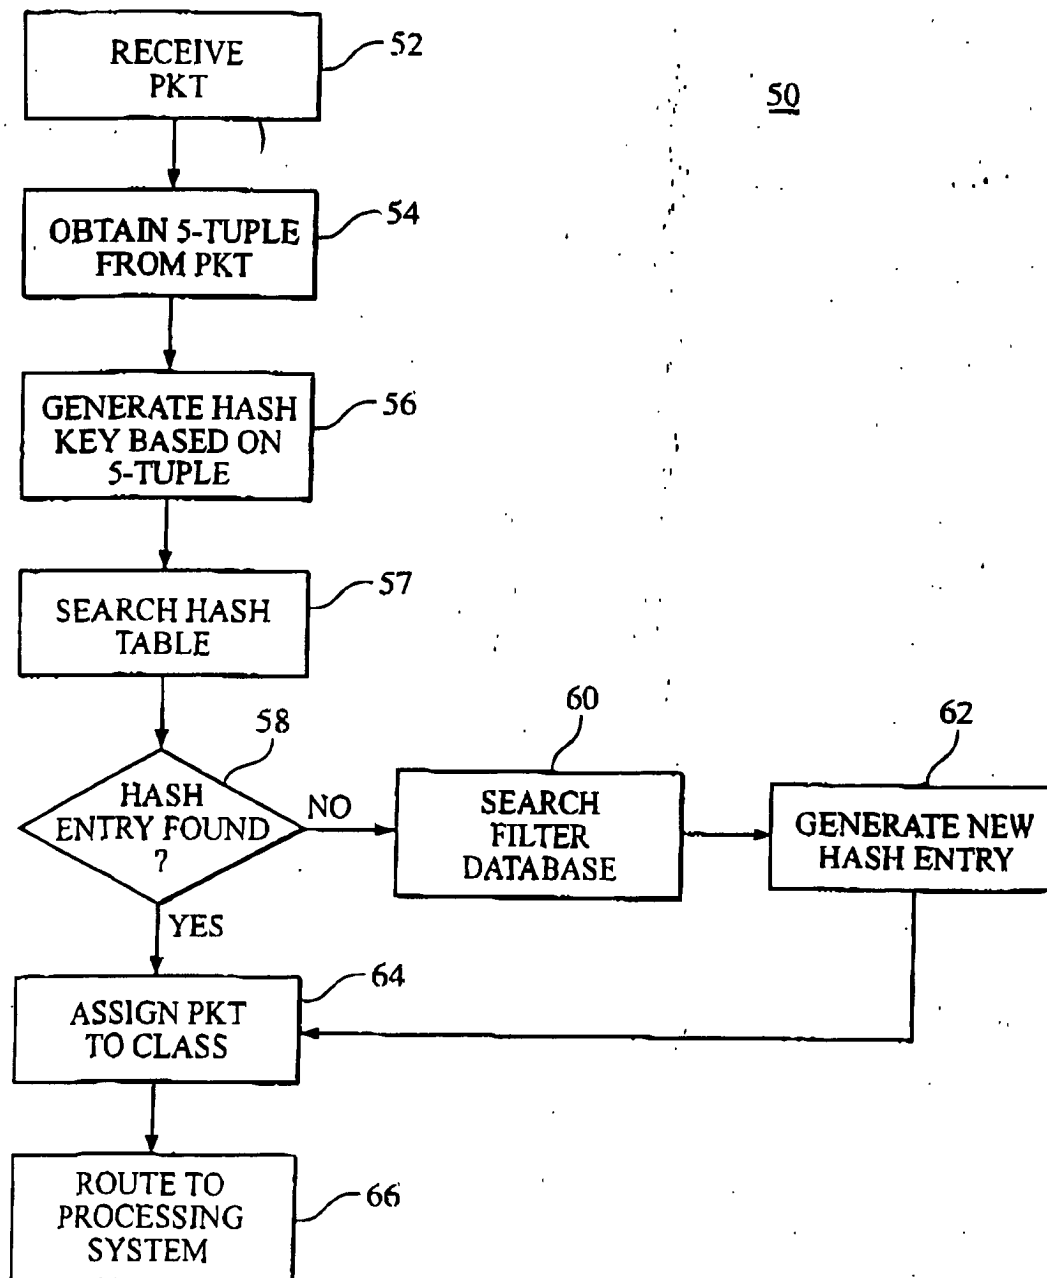 RECEIVE
PKT
52
50
OBTAIN 5-TUPLE
FROM PKT
54
GENERATE HASH
KEY BASED ON
5-TUPLE
56
SEARCH HASH
TABLE
57
HASH
ENTRY FOUND
?
58
NO
YES
SEARCH
FILTER
DATABASE
60
GENERATE NEW
HASH ENTRY
62
ASSIGN PKT
TO CLASS
64
ROUTE TO
PROCESSING
SYSTEM
66